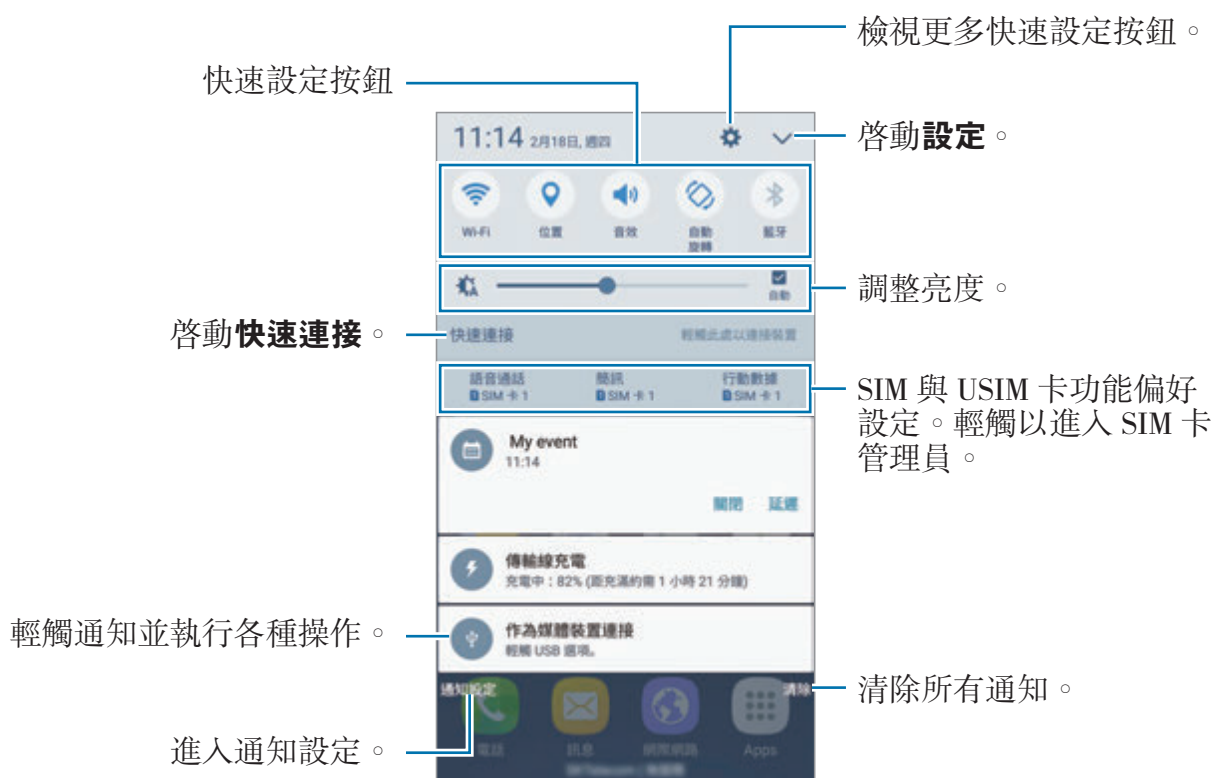 檢視更多快速設定按鈕。
快速設定按鈕
啓動設定。
11:14 2月18日, 週四
Wi-Fi
位置
音效
自動
旋轉
藍牙
自動
調整亮度。
啓動快速連接。
快速連接
輕觸此處以連接裝置
語音通話
簡訊
行動數據
SIM 卡 1
SIM 卡 1
SIM 卡 1
SIM 與 USIM 卡功能偏好
設定。輕觸以進入 SIM 卡
管理員。
My event
11:14
關閉
延遲
傳輸線充電
充電中：82% (距充滿約需 1 小時 21 分鐘)
作為媒體裝置連接
輕觸 USB 選項。
輕觸通知並執行各種操作。
通知設定
清除
清除所有通知。
電話
訊息
網際網路
Apps
進入通知設定。